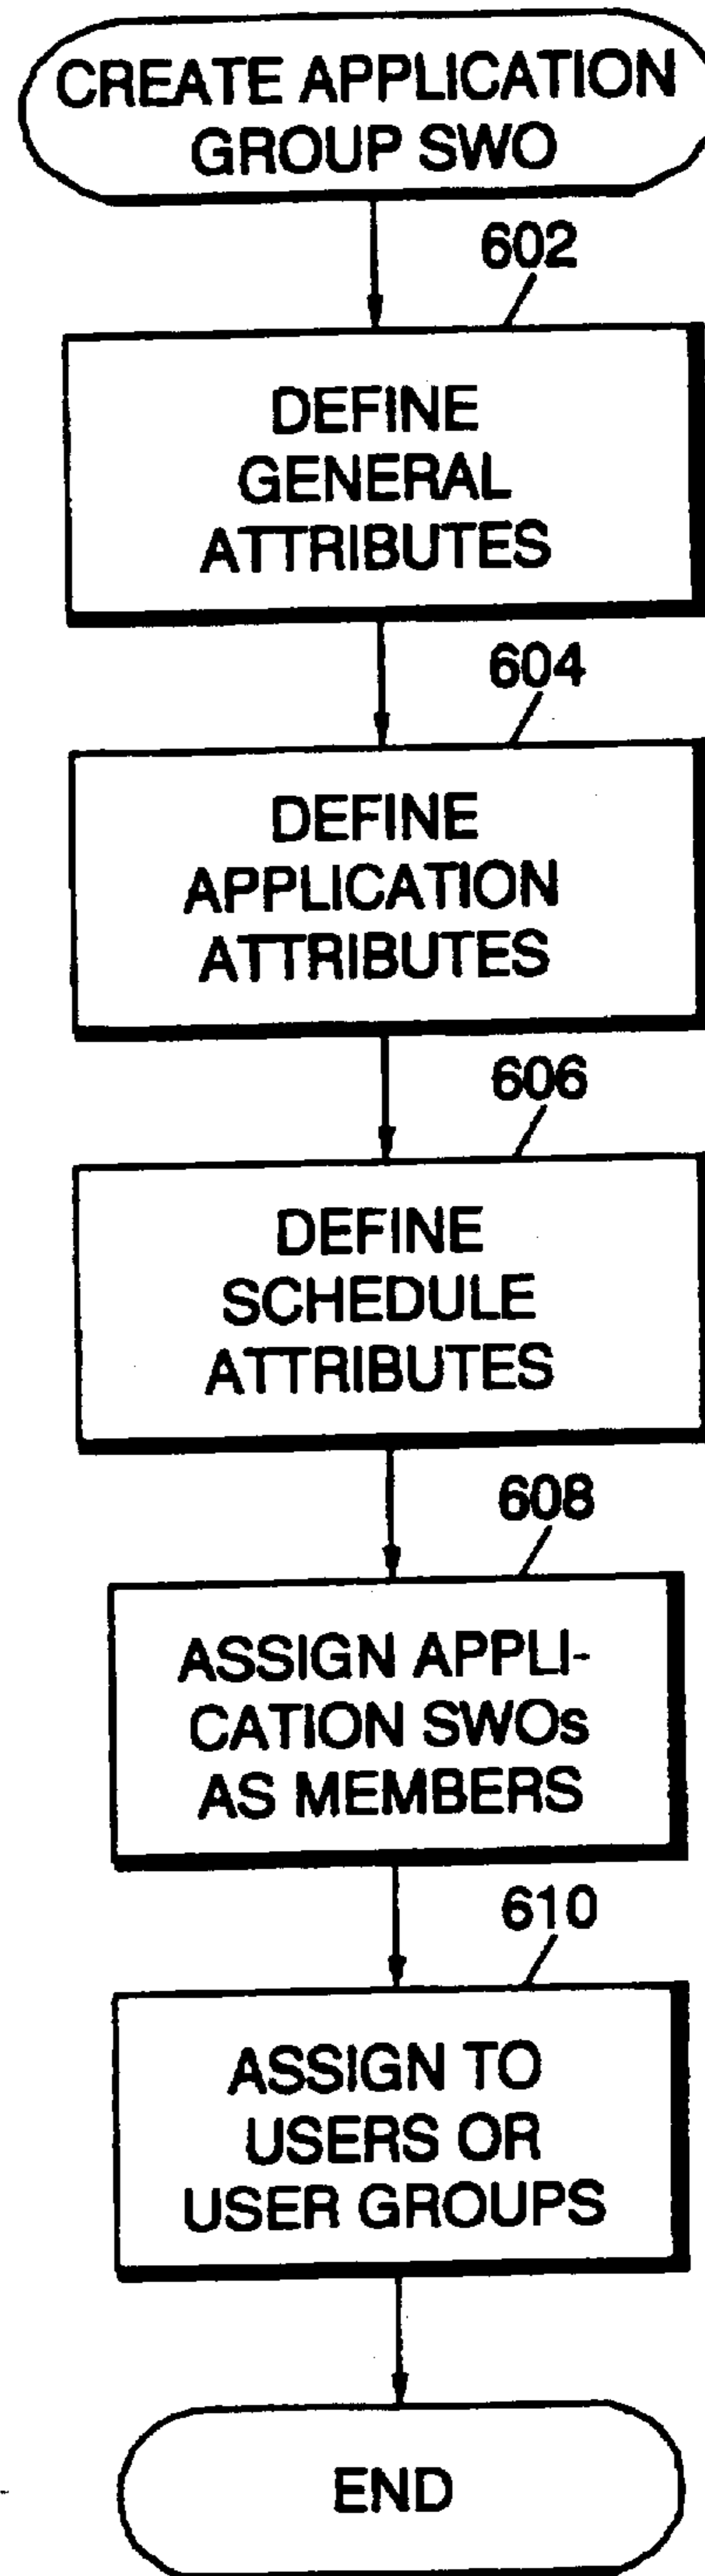 CREATE APPLICATION
GROUP SWO
602
DEFINE
GENERAL
ATTRIBUTES
604
DEFINE
APPLICATION
ATTRIBUTES
606
DEFINE
SCHEDULE
ATTRIBUTES
608
ASSIGN APPLI-
CATION SWOs
AS MEMBERS
610
ASSIGN TO
USERS OR
USER GROUPS
END